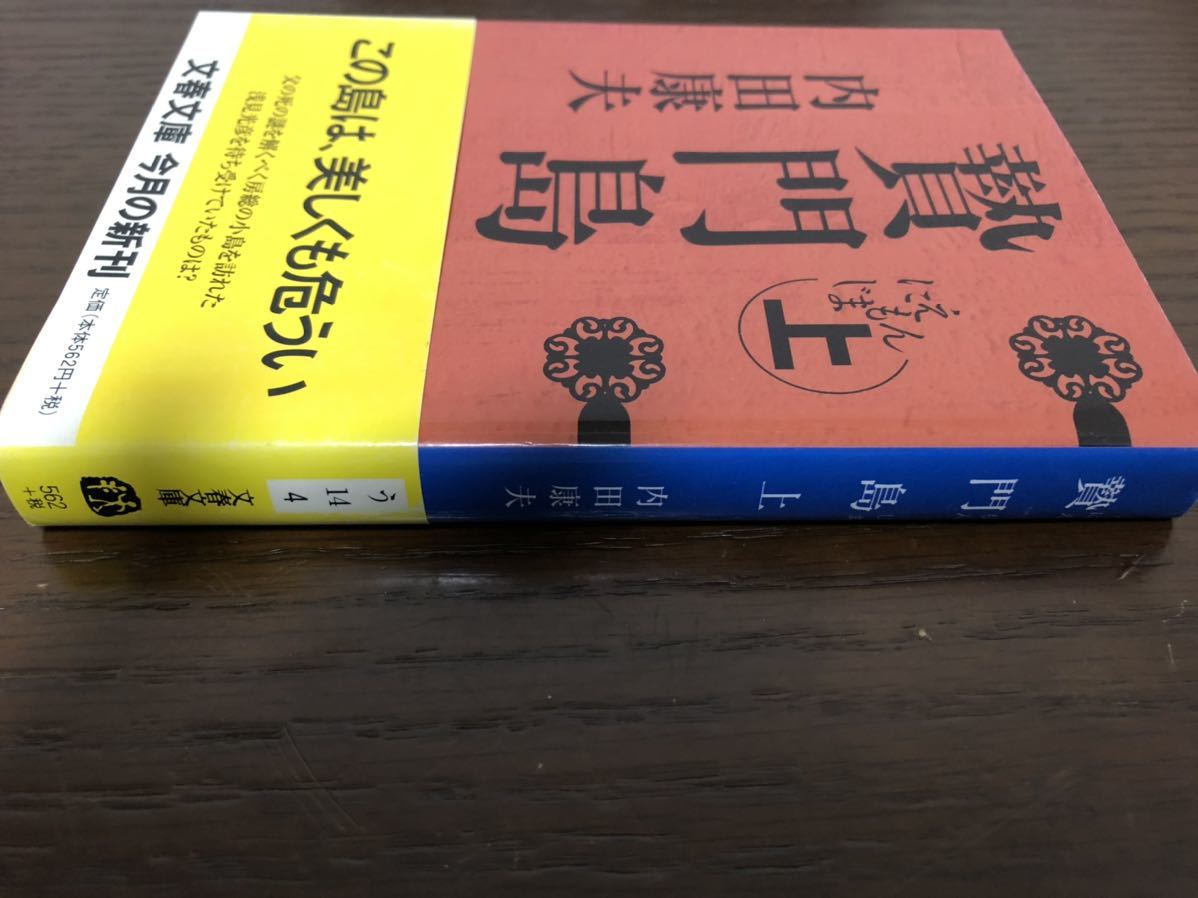 内田康夫
贄門島
上
にえもん
じま
この島は、美しくも危うい
父の死の謎を解くべく房総の小島を訪れた
浅見光彦を待ち受けていたものは？
文春文庫 今月の新刊
定価（本体562円＋税）
贄門島 上
内田康夫
う
14
4
文春文庫
562
＋税